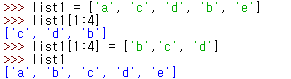 >>> list1 = ['a', 'c', 'd', 'b', 'e']
>>> list1[1:4]
['c', 'd', 'b']
>>> list1[1:4] = ['b','c', 'd']
>>> list1
['a', 'b', 'c', 'd', 'e']